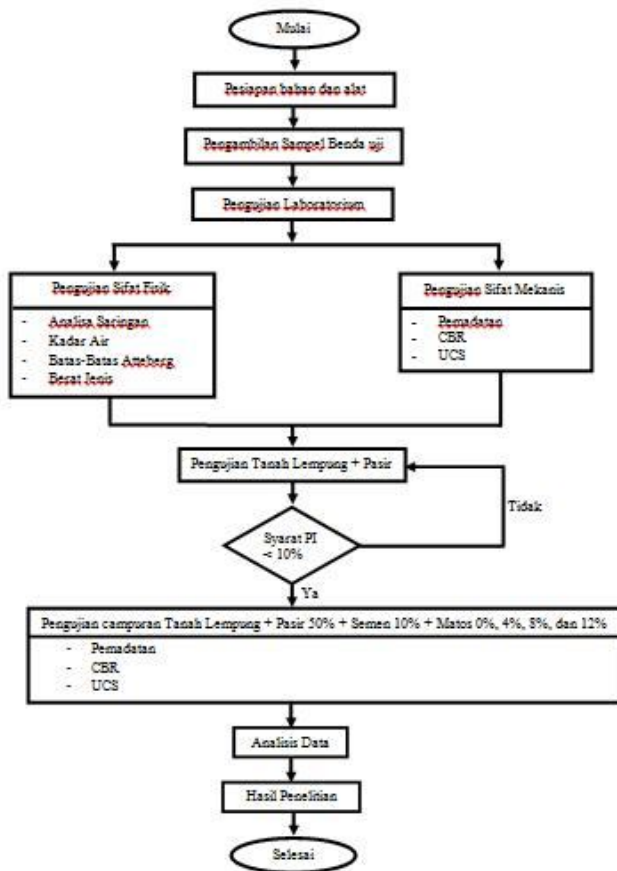 Mulai
Pesiapan bahan dan alat
Pengambilan Sampel Benda uji
Pengujian Laboratorium
Pengujian Sifat Fisik
- Analisa Saringan
- Kadar Air
- Batas-Batas Atteberg
- Berat Jenis
Pengujian Sifat Mekanis
- Pemadatan
- CBR
- UCS
Pengujian Tanah Lempung + Pasir
Syarat PI
< 10%
Tidak
Ya
Pengujian campuran Tanah Lempung + Pasir 50% + Semen 10% + Matos 0%, 4%, 8%, dan 12%
- Pemadatan
- CBR
- UCS
Analisis Data
Hasil Penelitian
Selesai